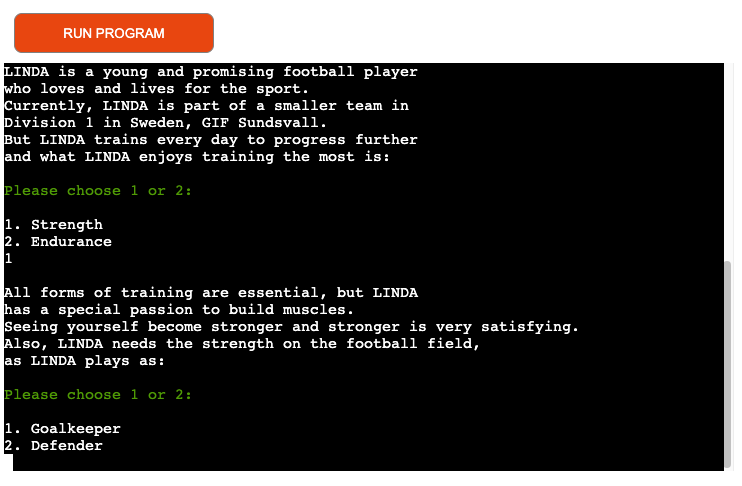 RUN PROGRAM
LINDA is a young and promising football player
who loves and lives for the sport.
Currently, LINDA is part of a smaller team in
Division 1 in Sweden, GIF Sundsvall.
But LINDA trains every day to progress further
and what LINDA enjoys training the most is:
Please choose 1 or 2:
1. Strength
2. Endurance
1
All forms of training are essential, but LINDA
has a special passion to build muscles.
Seeing yourself become stronger and stronger is very satisfying.
Also, LINDA needs the strength on the football field,
as LINDA plays as:
Please choose 1 or 2:
1. Goalkeeper
2. Defender